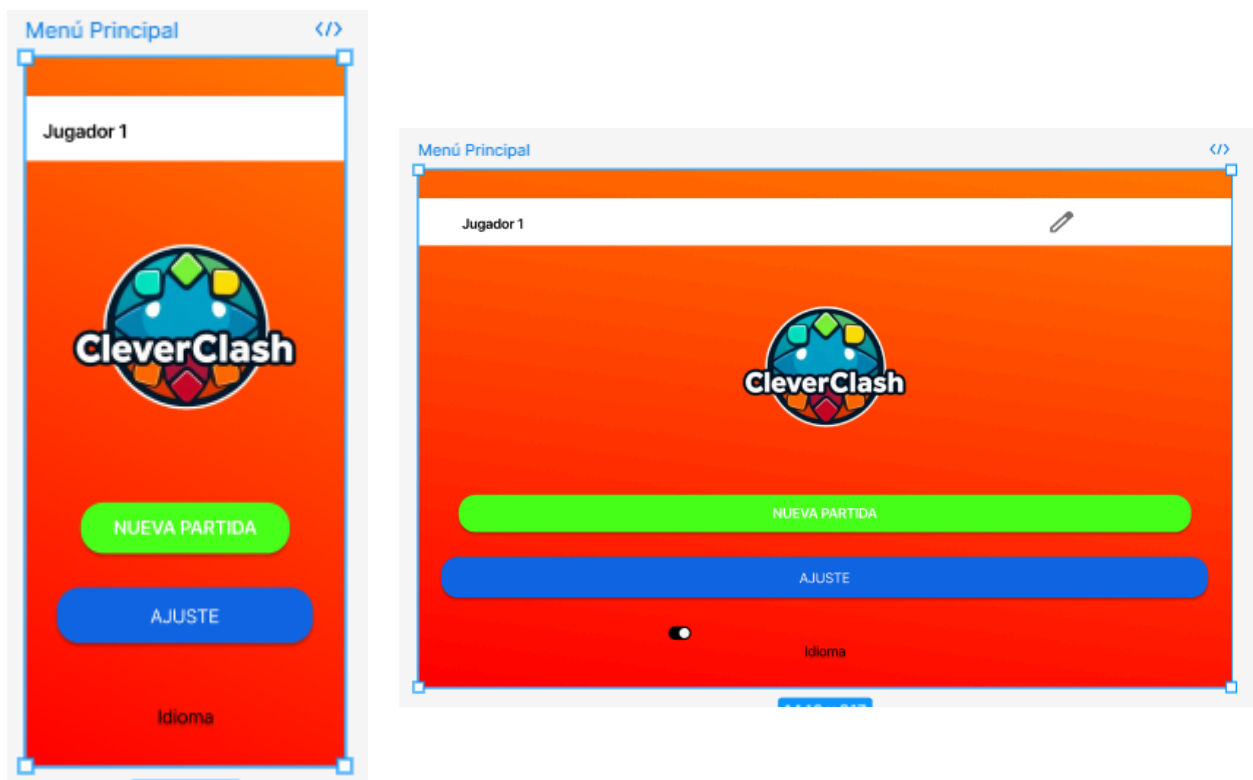 Menú Principal
</>
Jugador 1
CleverClash
NUEVA PARTIDA
AJUSTE
Idioma
Menú Principal
</>
Jugador 1
CleverClash
NUEVA PARTIDA
AJUSTE
Idioma